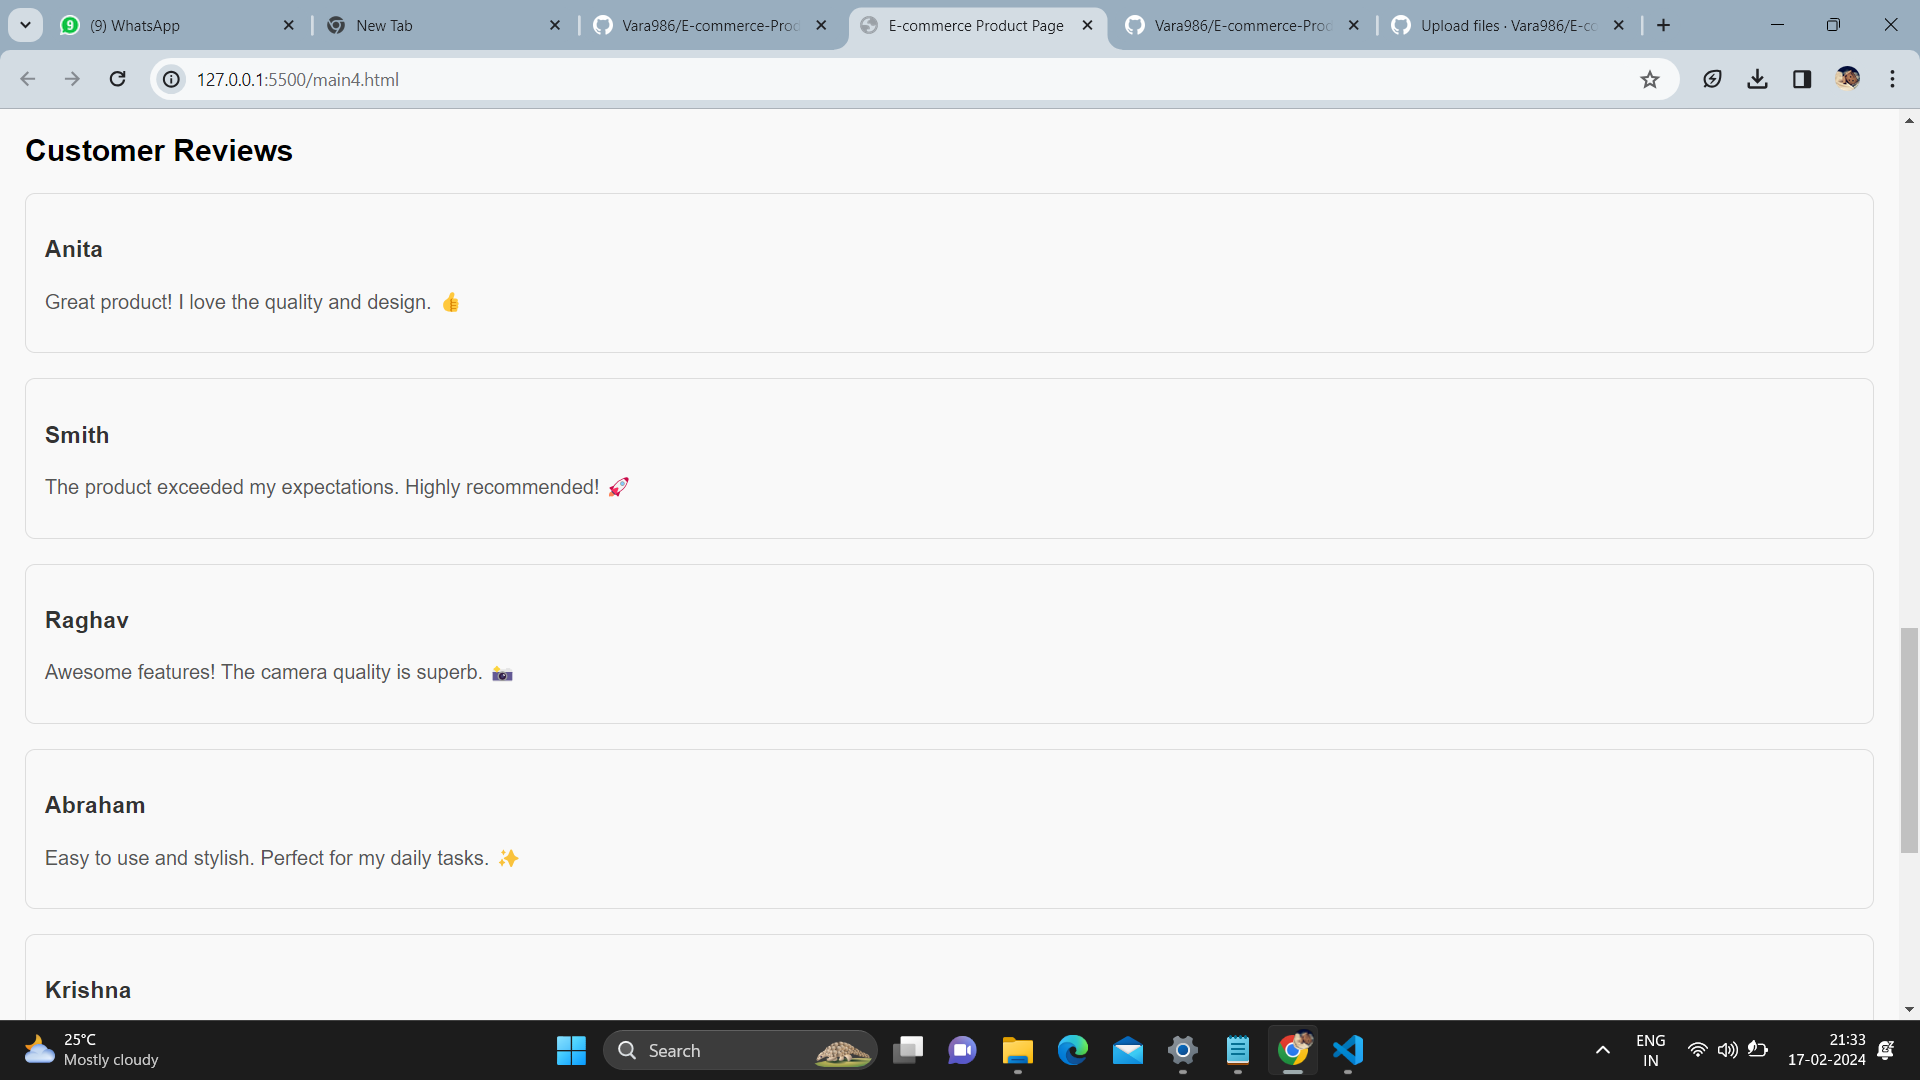 (9) WhatsApp
New Tab
Vara986/E-commerce-Prod
E-commerce Product Page
Vara986/E-commerce-Prod
Upload files · Vara986/E-co
127.0.0.1:5500/main4.html
Customer Reviews
Anita
Great product! I love the quality and design. 👍
Smith
The product exceeded my expectations. Highly recommended! 🚀
Raghav
Awesome features! The camera quality is superb. 📸
Abraham
Easy to use and stylish. Perfect for my daily tasks. ✨
Krishna
25°C
Mostly cloudy
Search
ENG
IN
21:33
17-02-2024